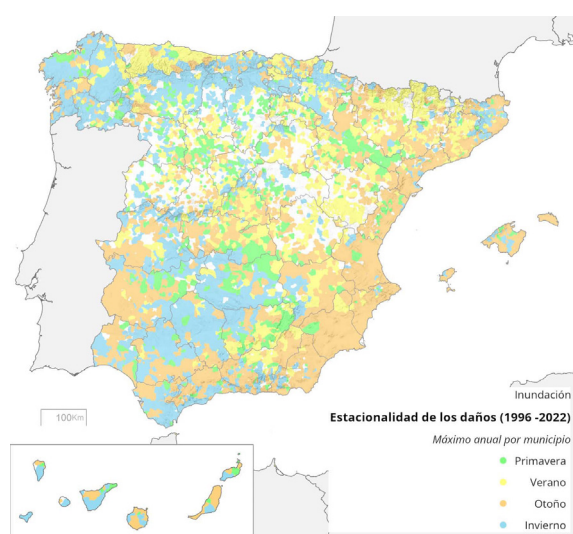 Inundación
Estacionalidad de los daños (1996 -2022)
Máximo anual por municipio
Primavera
Verano
Otoño
Invierno
100Km